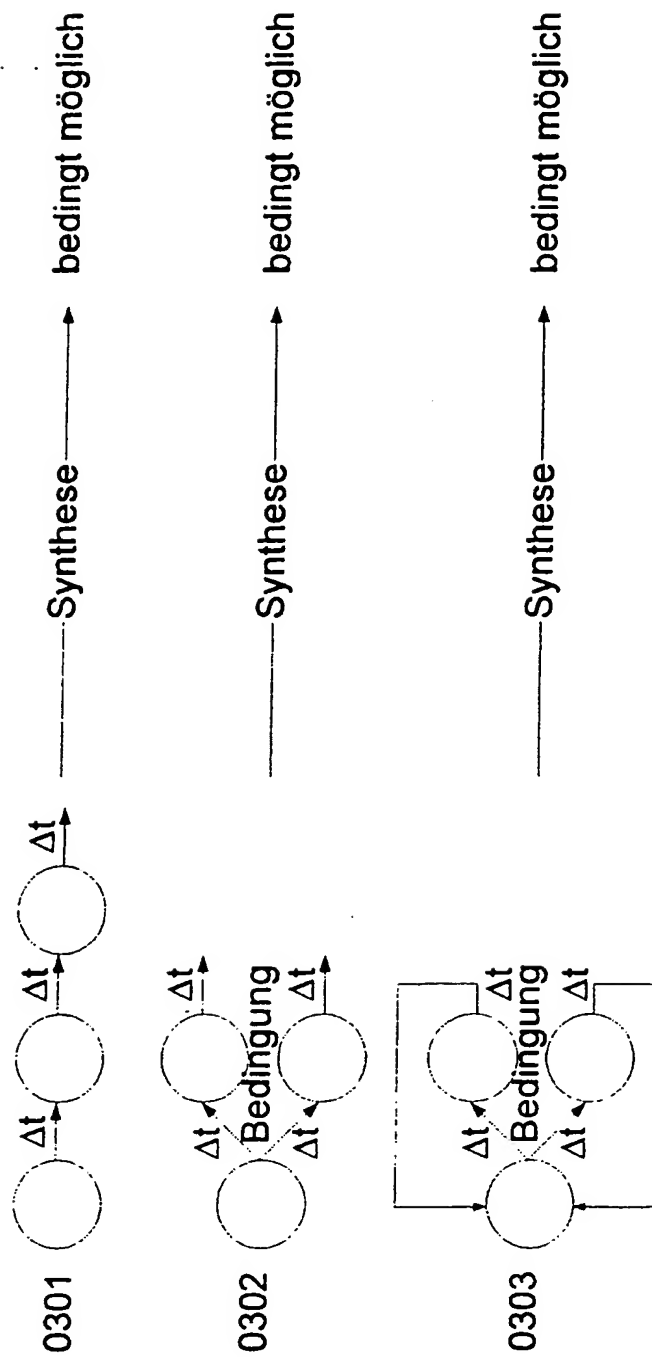 0301 Δt Δt Δt Synthese bedingt möglich
0302 Δt Δt Bedingung Δt Δt Synthese bedingt möglich
0303 Δt Δt Bedingung Δt Δt Synthese bedingt möglich